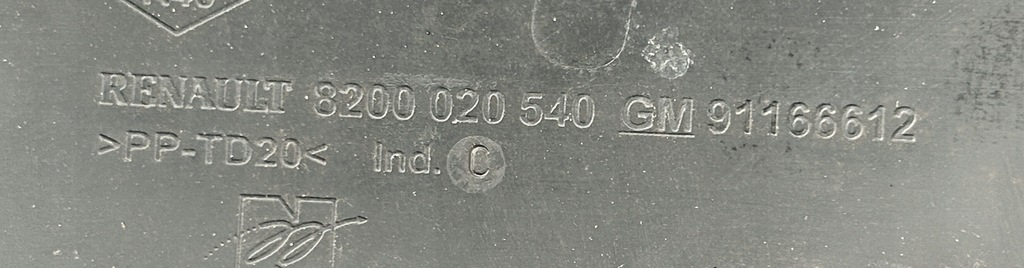 RENAULT 8200 020 540 GM 91166612
>PP-TD20< Ind. C